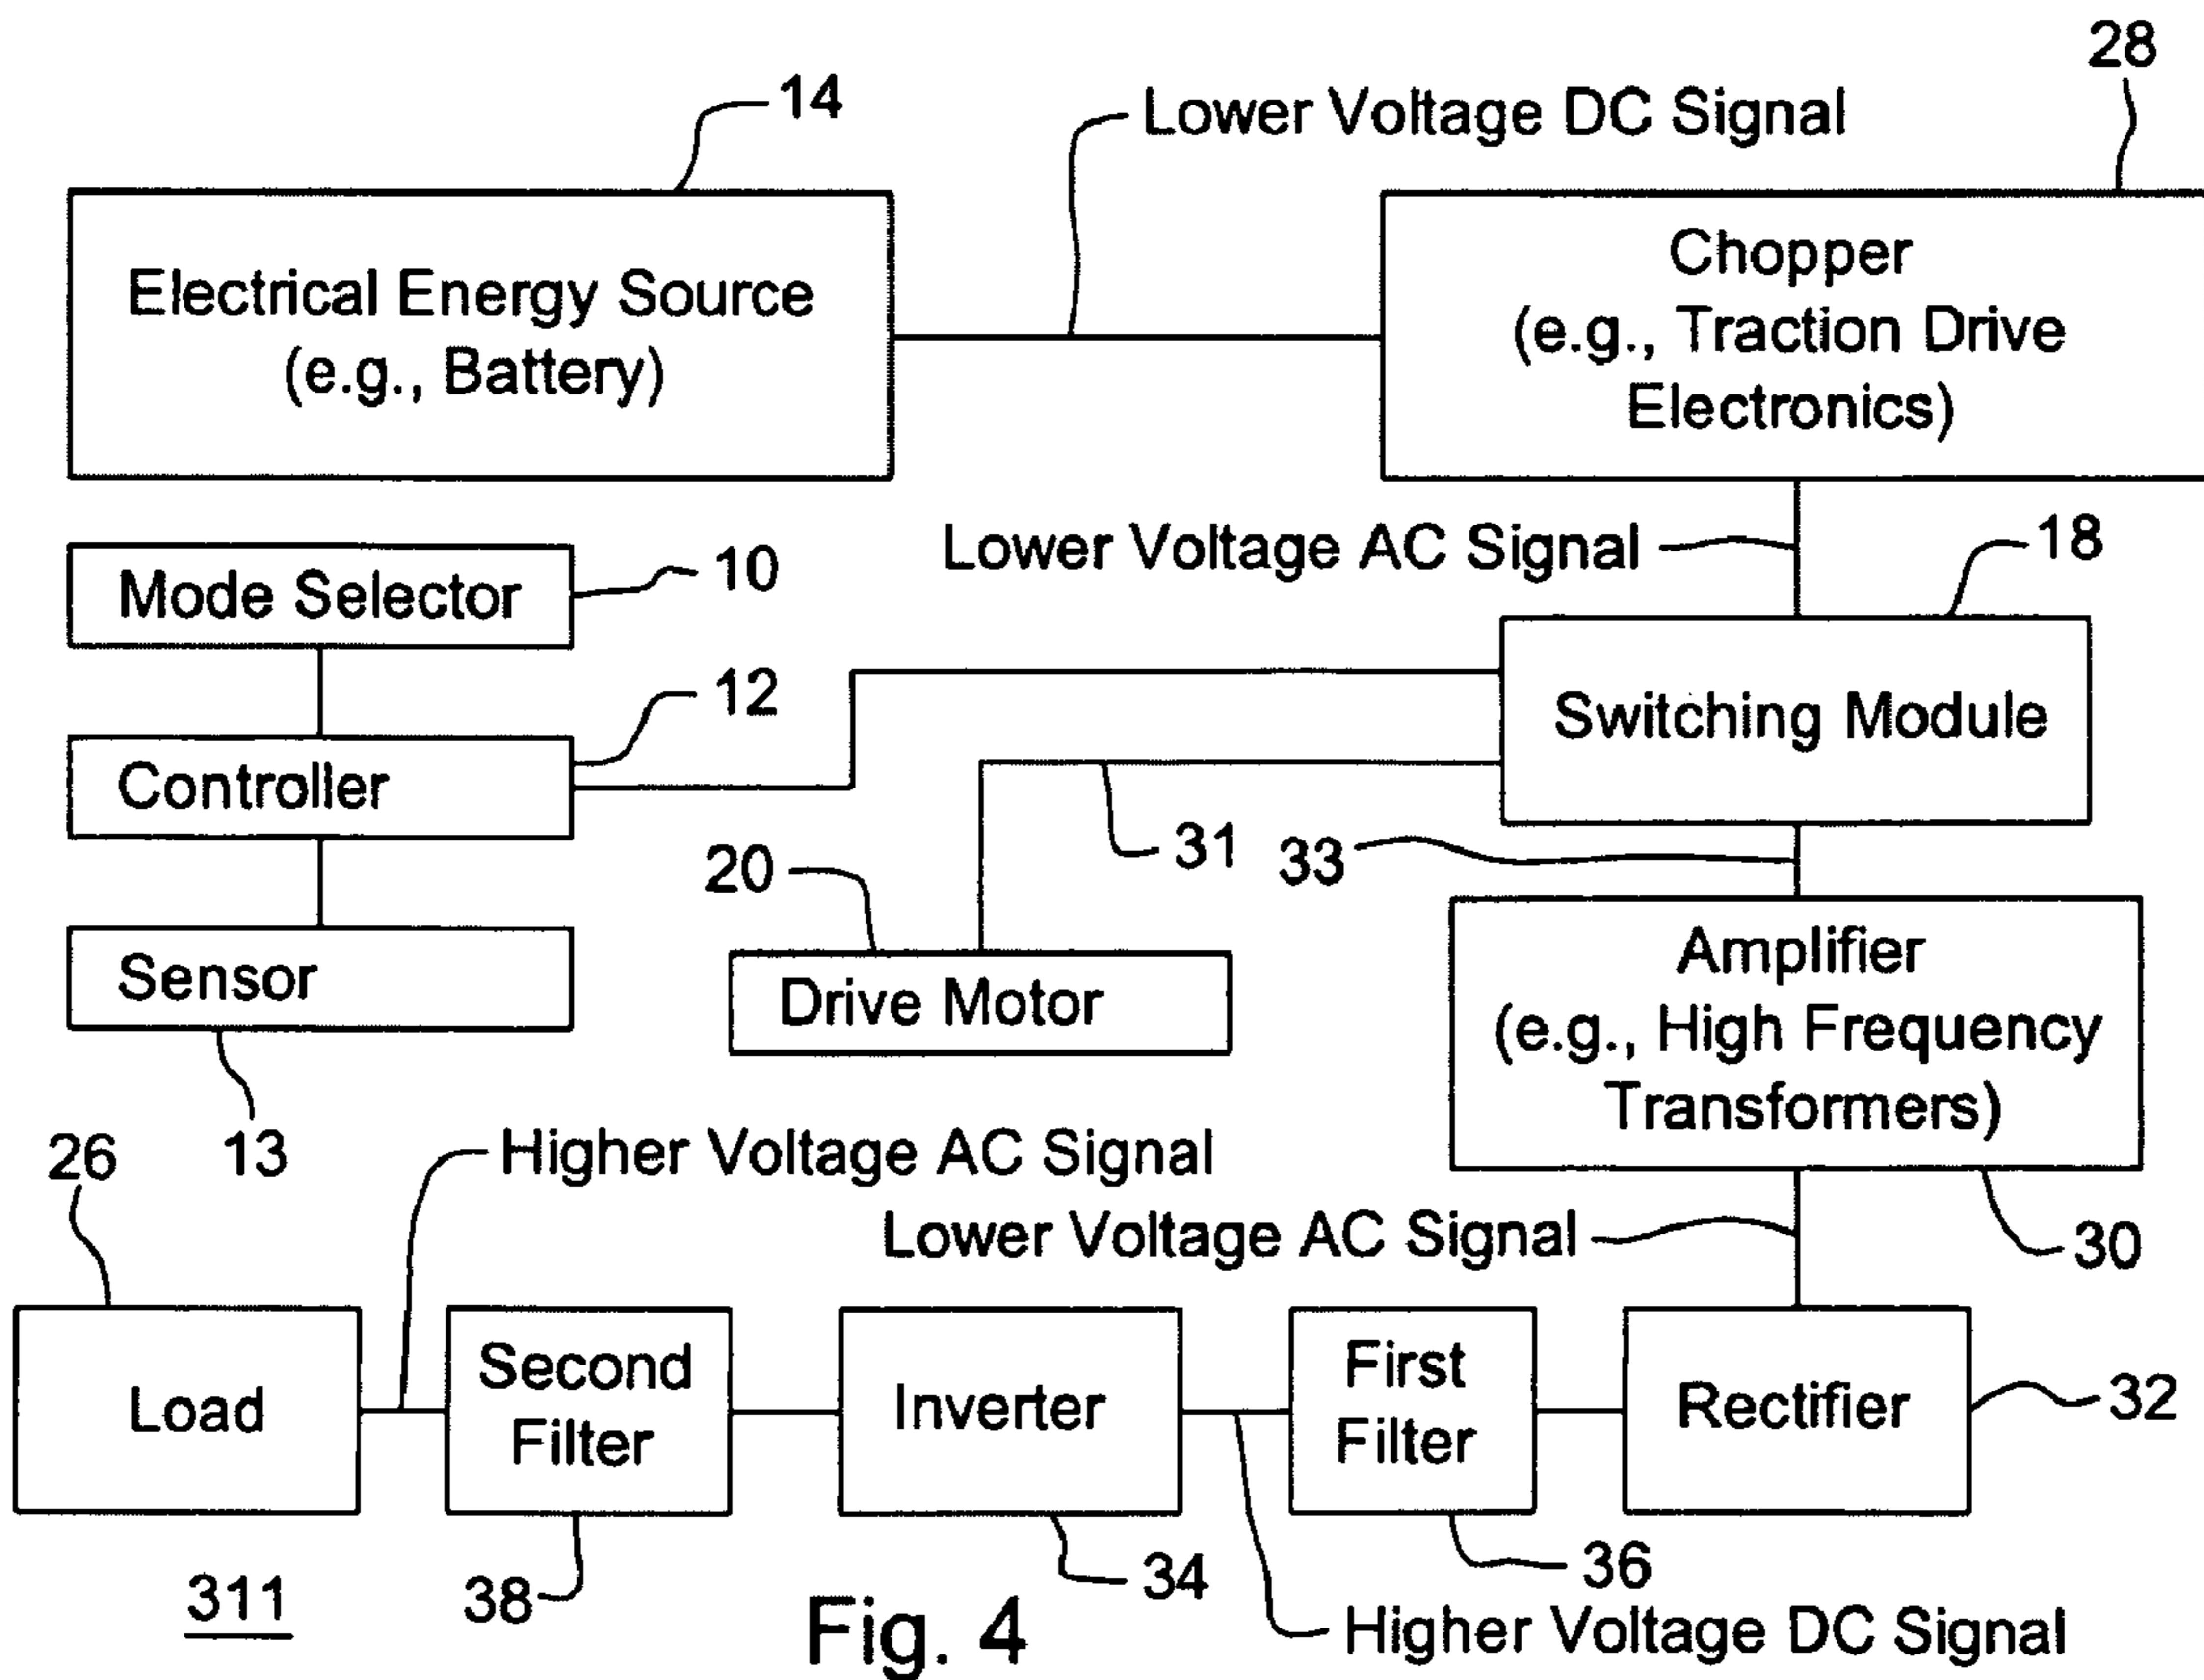 28
14
Lower Voltage DC Signal
Electrical Energy Source
(e.g., Battery)
Chopper
(e.g., Traction Drive
Electronics)
Lower Voltage AC Signal
18
Mode Selector
10
12
Switching Module
Controller
31
33
20
Sensor
Drive Motor
Amplifier
(e.g., High Frequency
Transformers)
13
26
Higher Voltage AC Signal
Lower Voltage AC Signal
30
Load
Second
Filter
Inverter
First
Filter
Rectifier
32
38
34
36
311
Fig. 4
Higher Voltage DC Signal